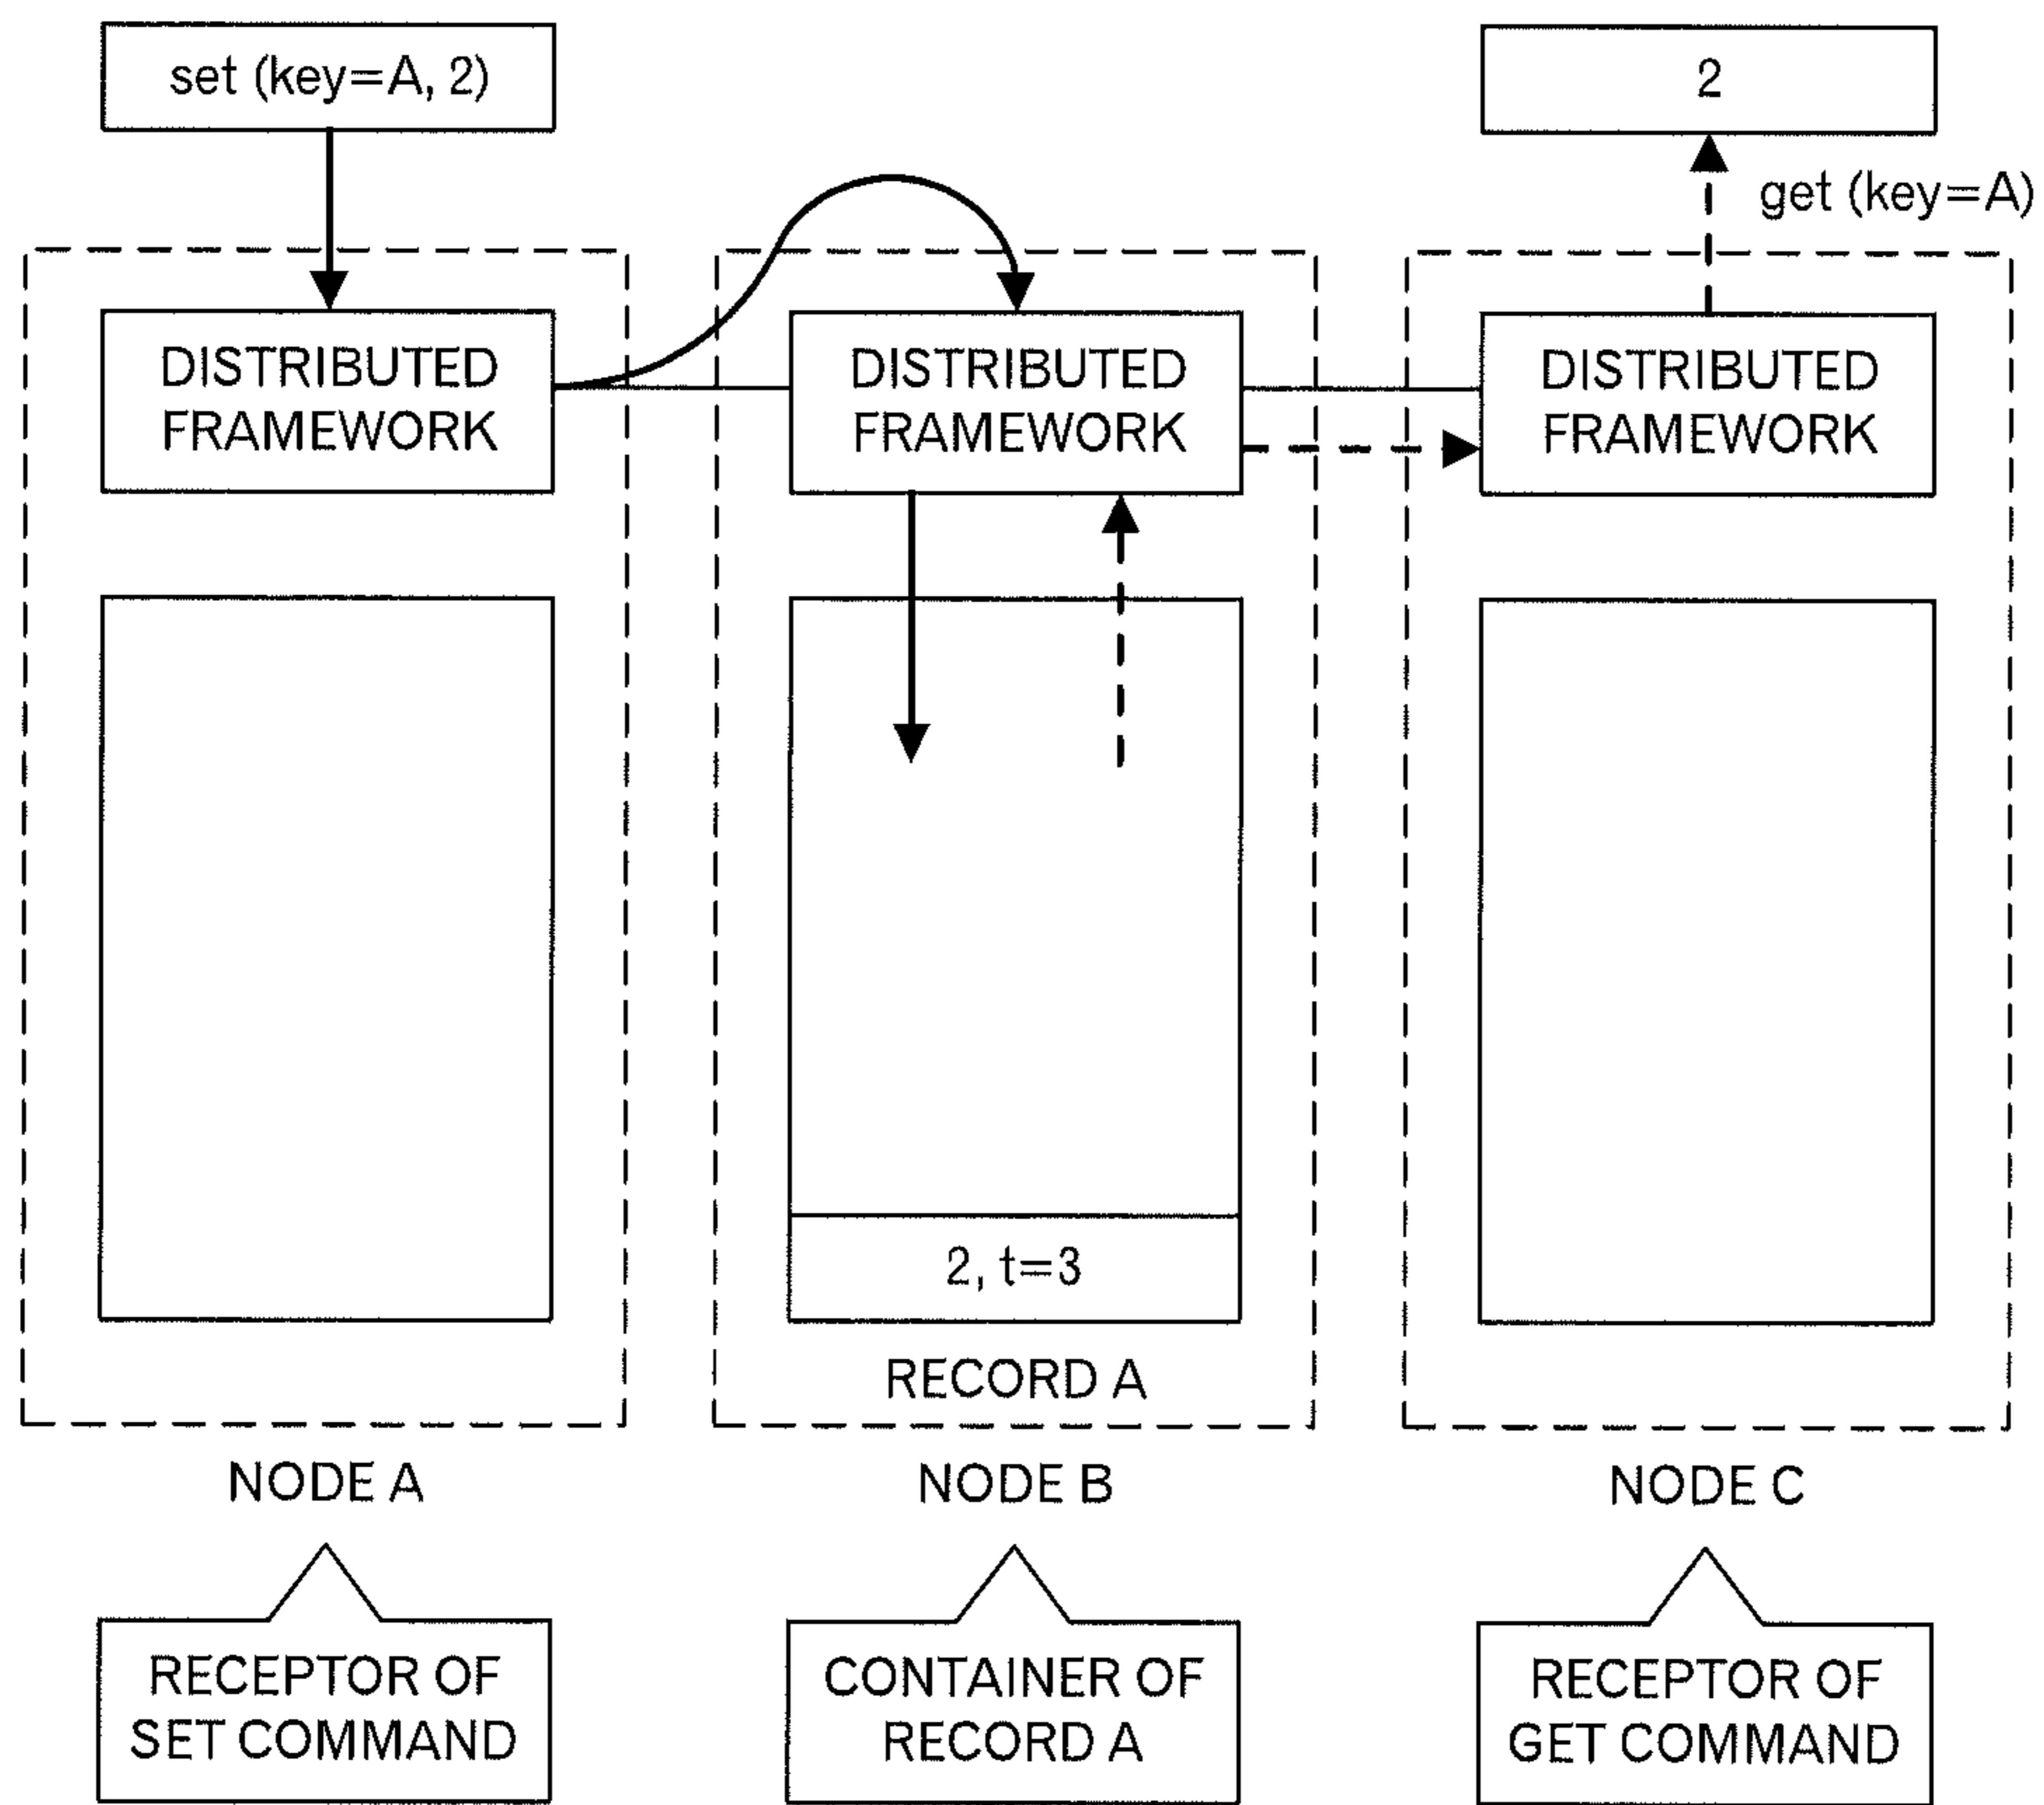 set (key=A, 2)
2
get (key=A)
DISTRIBUTED
FRAMEWORK
DISTRIBUTED
FRAMEWORK
DISTRIBUTED
FRAMEWORK
2, t=3
RECORD A
NODE A
NODE B
NODE C
RECEPTOR OF
SET COMMAND
CONTAINER OF
RECORD A
RECEPTOR OF
GET COMMAND